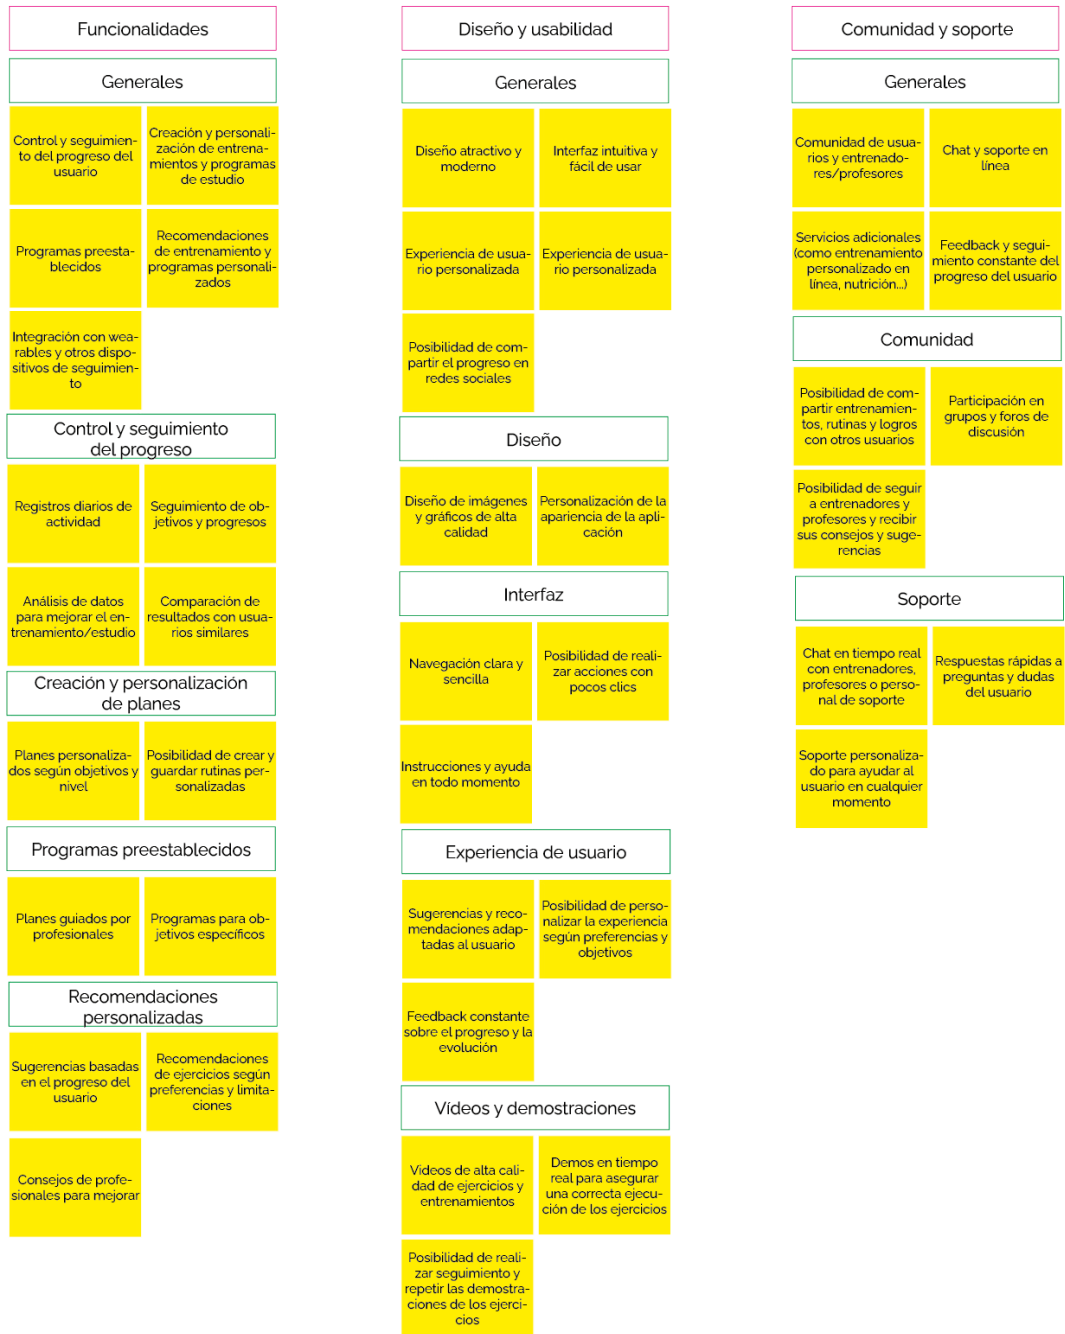 Funcionalidades
Generales
Control y seguimien-
to del progreso del
usuario
Creación y personali-
zación de entrena-
mientos y programas
de estudio
Programas preesta-
blecidos
Recomendaciones
de entrenamiento y
programas personali-
zados
Integración con wea-
rables y otros dispo-
sitivos de seguimien-
to
Control y seguimiento
del progreso
Registros diarios de
actividad
Seguimiento de ob-
jetivos y progresos
Análisis de datos
para mejorar el en-
trenamiento/estudio
Comparación de
resultados con usua-
rios similares
Creación y personalización
de planes
Planes personaliza-
dos según objetivos y
nivel
Posibilidad de crear y
guardar rutinas per-
sonalizadas
Programas preestablecidos
Planes guiados por
profesionales
Programas para ob-
jetivos específicos
Recomendaciones
personalizadas
Sugerencias basadas
en el progreso del
usuario
Recomendaciones
de ejercicios según
preferencias y limita-
ciones
Consejos de profe-
sionales para mejorar
Diseño y usabilidad
Generales
Diseño atractivo y
moderno
Interfaz intuitiva y
fácil de usar
Experiencia de usua-
rio personalizada
Experiencia de usua-
rio personalizada
Posibilidad de com-
partir el progreso en
redes sociales
Diseño
Diseño de imágenes
y gráficos de alta
calidad
Personalización de la
apariencia de la apli-
cación
Interfaz
Navegación clara y
sencilla
Posibilidad de realizar
acciones con
pocos clics
Instrucciones y ayuda
en todo momento
Experiencia de usuario
Sugerencias y reco-
mendaciones adap-
tadas al usuario
Posibilidad de perso-
nalizar la experiencia
según preferencias y
objetivos
Feedback constante
sobre el progreso y la
evolución
Vídeos y demostraciones
Videos de alta cali-
dad de ejercicios y
entrenamientos
Demos en tiempo
real para asegurar
una correcta ejecu-
ción de los ejercicios
Posibilidad de reali-
zar seguimiento y
repetir las demostra-
ciones de los ejerci-
cios
Comunidad y soporte
Generales
Comunidad de usua-
rios y entrenado-
res/profesores
Chat y soporte en
línea
Servicios adicionales
(como entrenamiento
personalizado en
línea, nutrición...)
Feedback y segui-
miento constante del
progreso del usuario
Comunidad
Posibilidad de com-
partir entrenamien-
tos, rutinas y logros
con otros usuarios
Participación en
grupos y foros de
discusión
Posibilidad de seguir
a entrenadores y
profesores y recibir
sus consejos y suge-
rencias
Soporte
Chat en tiempo real
con entrenadores,
profesores o perso-
nal de soporte
Respuestas rápidas a
preguntas y dudas
del usuario
Soporte personaliza-
do para ayudar al
usuario en cualquier
momento